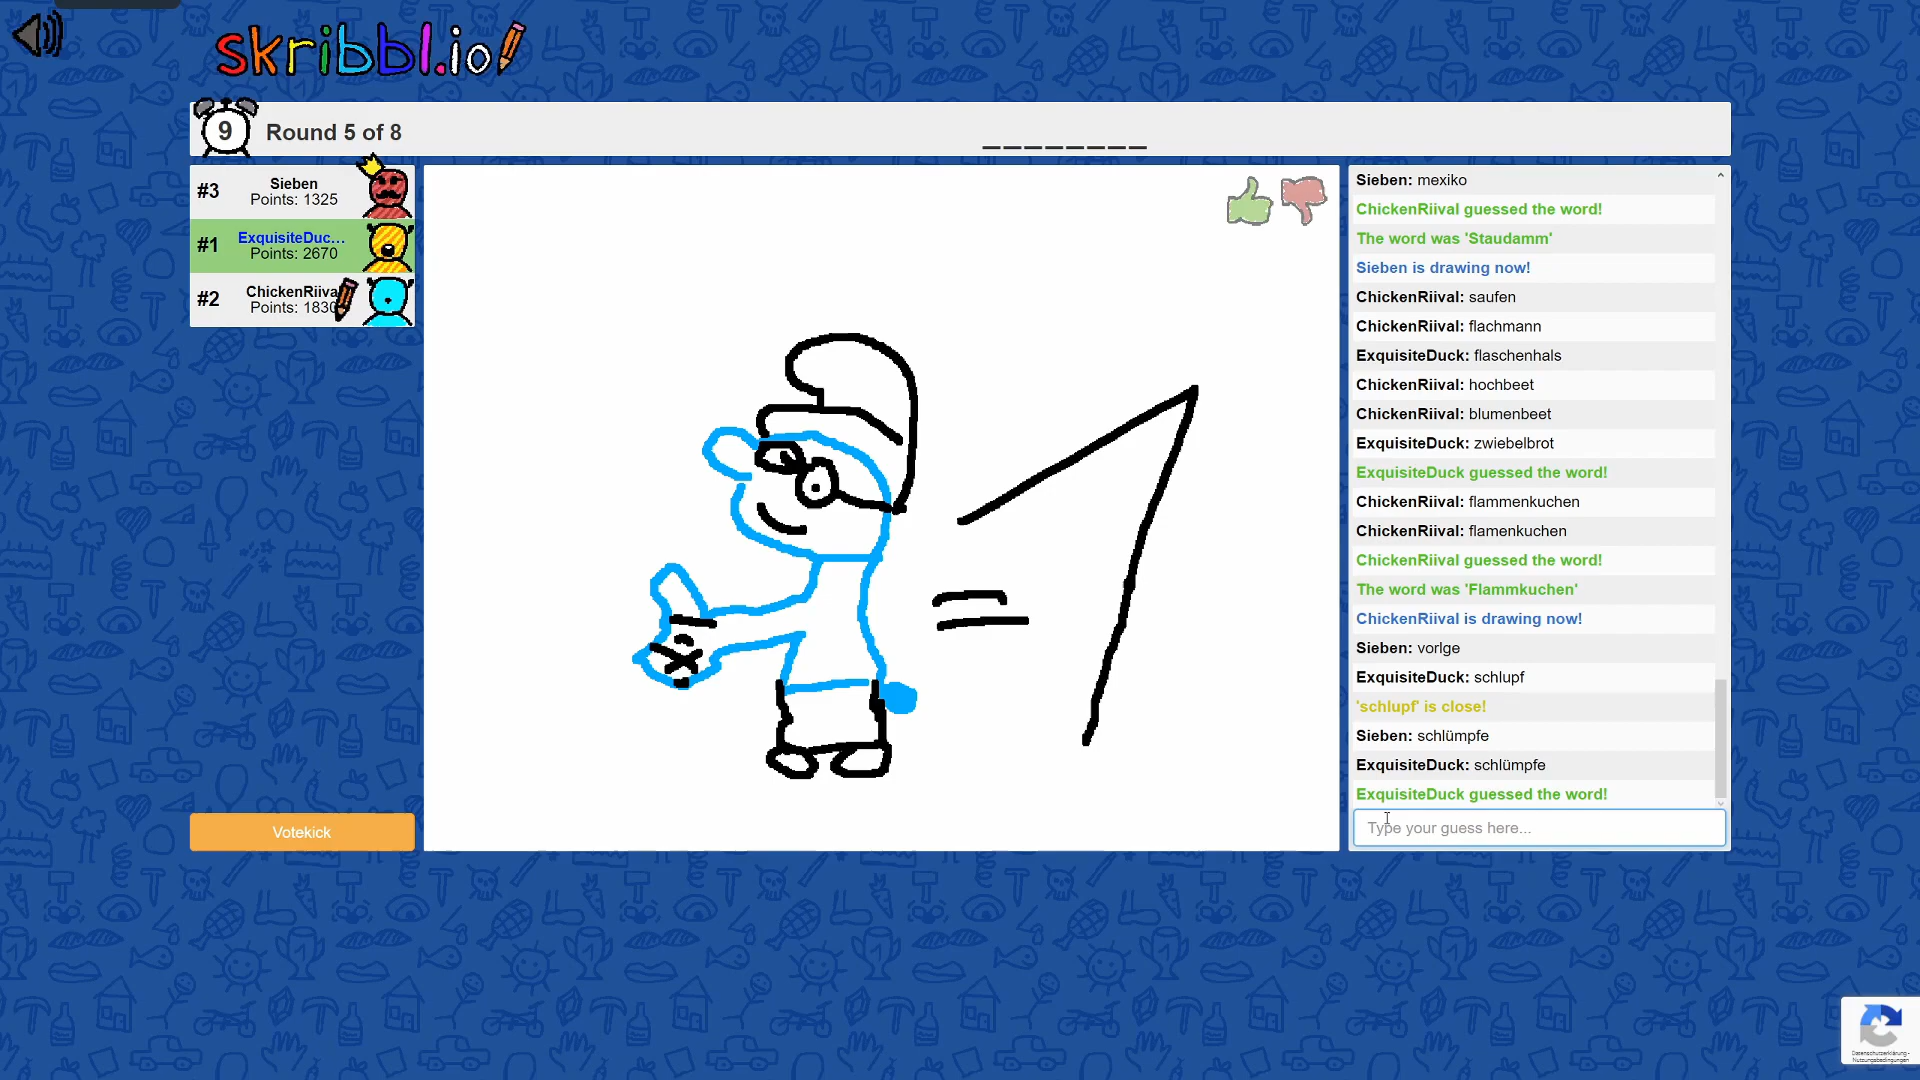 skribbl.io!
9
Round 5 of 8
________
#3
Sieben
Points: 1325
#1
ExquisiteDuc...
Points: 2670
#2
ChickenRiiva
Points: 1830
Votekick
Sieben: mexiko
ChickenRiival guessed the word!
The word was 'Staudamm'
Sieben is drawing now!
ChickenRiival: saufen
ChickenRiival: flachmann
ExquisiteDuck: flaschenhals
ChickenRiival: hochbeet
ChickenRiival: blumenbeet
ExquisiteDuck: zwiebelbrot
ExquisiteDuck guessed the word!
ChickenRiival: flammenkuchen
ChickenRiival: flamenkuchen
ChickenRiival guessed the word!
The word was 'Flammkuchen'
ChickenRiival is drawing now!
Sieben: vorlge
ExquisiteDuck: schlupf
'schlupf' is close!
Sieben: schlümpfe
ExquisiteDuck: schlümpfe
ExquisiteDuck guessed the word!
Type your guess here...
Datenschutzerklärung -
Nutzungsbedingungen